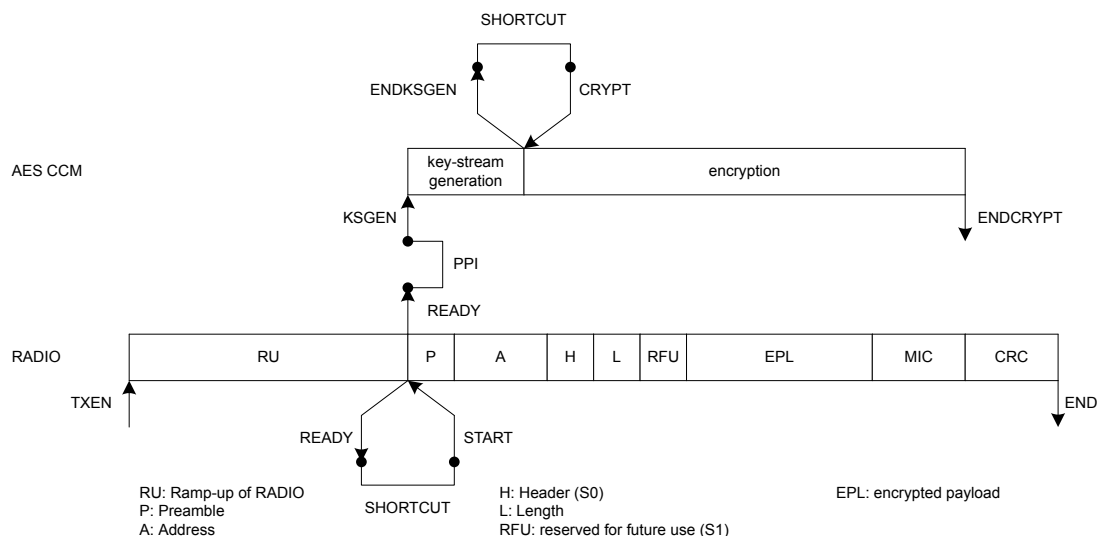 SHORTCUT
ENDKSGEN
CRYPT
AES CCM
key-stream
generation
encryption
KSGEN
ENDCRYPT
PPI
READY
RADIO
RU
P
A
H
L
RFU
EPL
MIC
CRC
TXEN
END
READY
START
SHORTCUT
RU: Ramp-up of RADIO
P: Preamble
A: Address
H: Header (S0)
L: Length
RFU: reserved for future use (S1)
EPL: encrypted payload